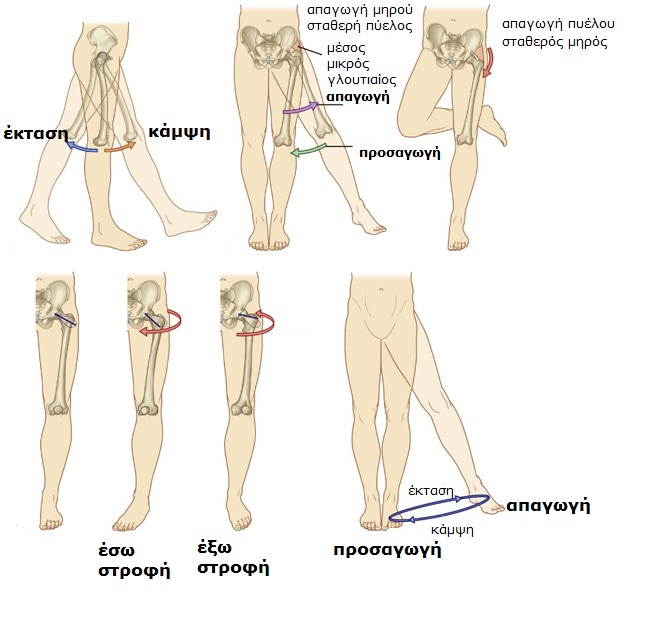 έκταση
κάμψη
απαγωγή μηρού
σταθερή πύελος
μέσος
μικρός
γλουτιαίος
απαγωγή
προσαγωγή
απαγωγή πυέλου
σταθερός μηρός
έσω
στροφή
έξω
στροφή
έκταση
κάμψη
απαγωγή
προσαγωγή